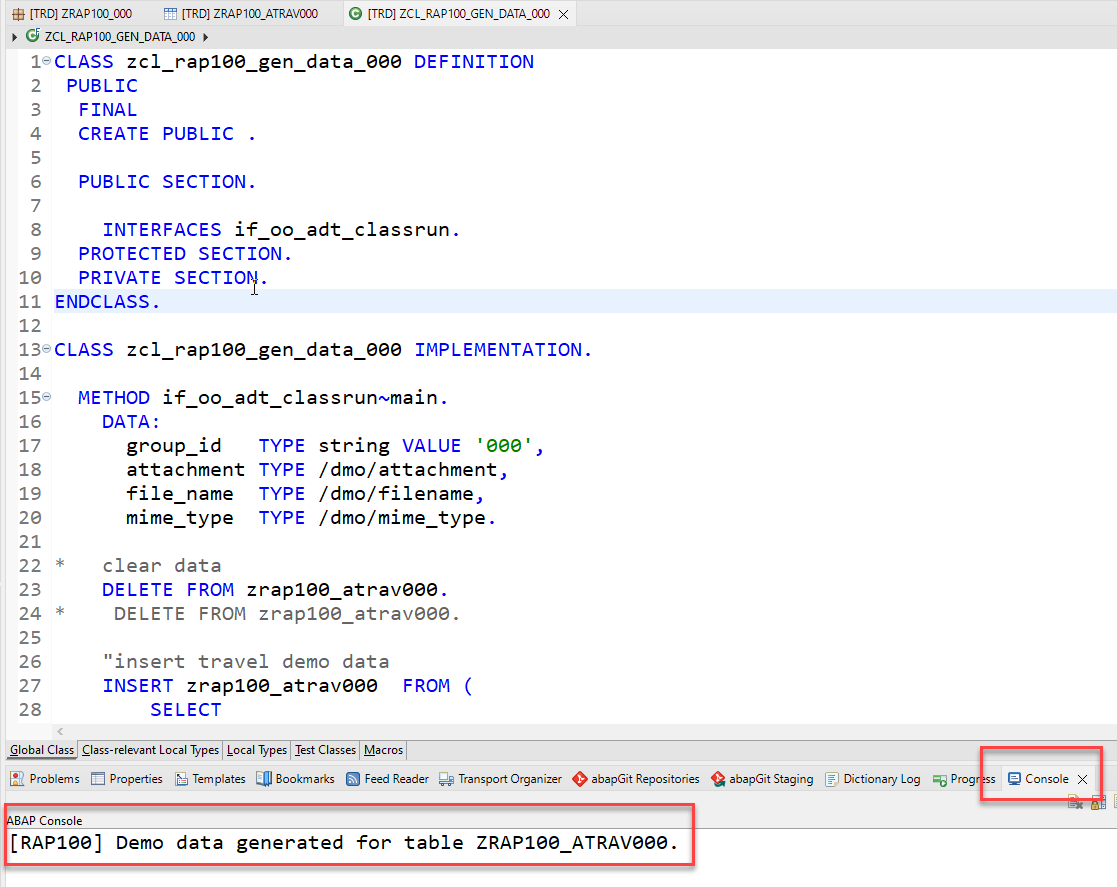 [TRD] ZRAP100_000 [TRD] ZRAP100_ATRAV000 [TRD] ZCL_RAP100_GEN_DATA_000
ZCL_RAP100_GEN_DATA_000
1 CLASS zcl_rap100_gen_data_000 DEFINITION
2 PUBLIC
3 FINAL
4 CREATE PUBLIC .
5
6 PUBLIC SECTION.
7
8 INTERFACES if_oo_adt_classrun.
9 PROTECTED SECTION.
10 PRIVATE SECTION.
11 ENDCLASS.
12
13 CLASS zcl_rap100_gen_data_000 IMPLEMENTATION.
14
15 METHOD if_oo_adt_classrun~main.
16 DATA:
17 group_id TYPE string VALUE '000',
18 attachment TYPE /dmo/attachment,
19 file_name TYPE /dmo/filename,
20 mime_type TYPE /dmo/mime_type.
21
22 * clear data
23 DELETE FROM zrap100_atrav000.
24 * DELETE FROM zrap100_atrav000.
25
26 "insert travel demo data
27 INSERT zrap100_atrav000 FROM (
28 SELECT
Global Class Class-relevant Local Types Local Types Test Classes Macros
Problems Properties Templates Bookmarks Feed Reader Transport Organizer abapGit Repositories abapGit Staging Dictionary Log Progress Console
ABAP Console
[RAP100] Demo data generated for table ZRAP100_ATRAV000.